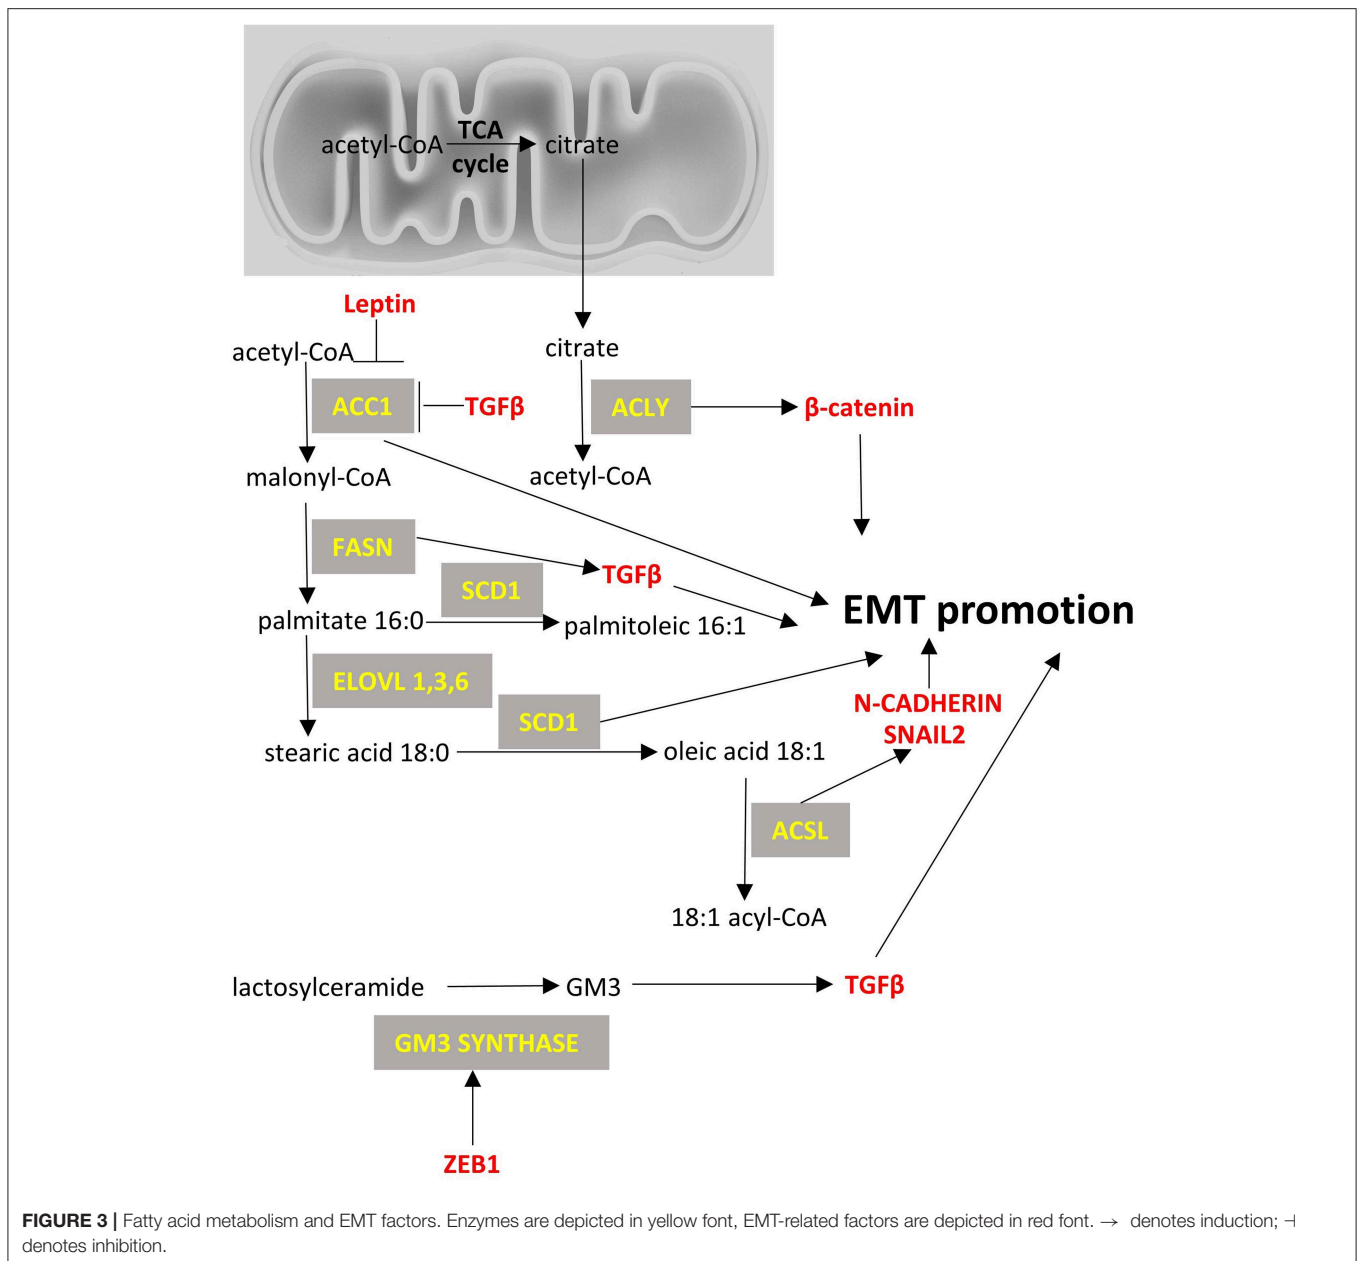 TCA
acetyl-CoA
citrate
cycle
Leptin
acetyl-CoA
citrate
ACC1
TGFβ
ACLY
β-catenin
malonyl-CoA
acetyl-CoA
FASN
TGFβ
SCD1
EMT promotion
palmitate 16:0
palmitoleic 16:1
ELOVL 1,3,6
SCD1
N-CADHERIN
SNAIL2
stearic acid 18:0
oleic acid 18:1
ACSL
18:1 acyl-CoA
lactosylceramide
GM3
TGFβ
GM3 SYNTHASE
ZEB1
FIGURE 3 | Fatty acid metabolism and EMT factors. Enzymes are depicted in yellow font, EMT-related factors are depicted in red font. → denotes induction; ⊣
denotes inhibition.